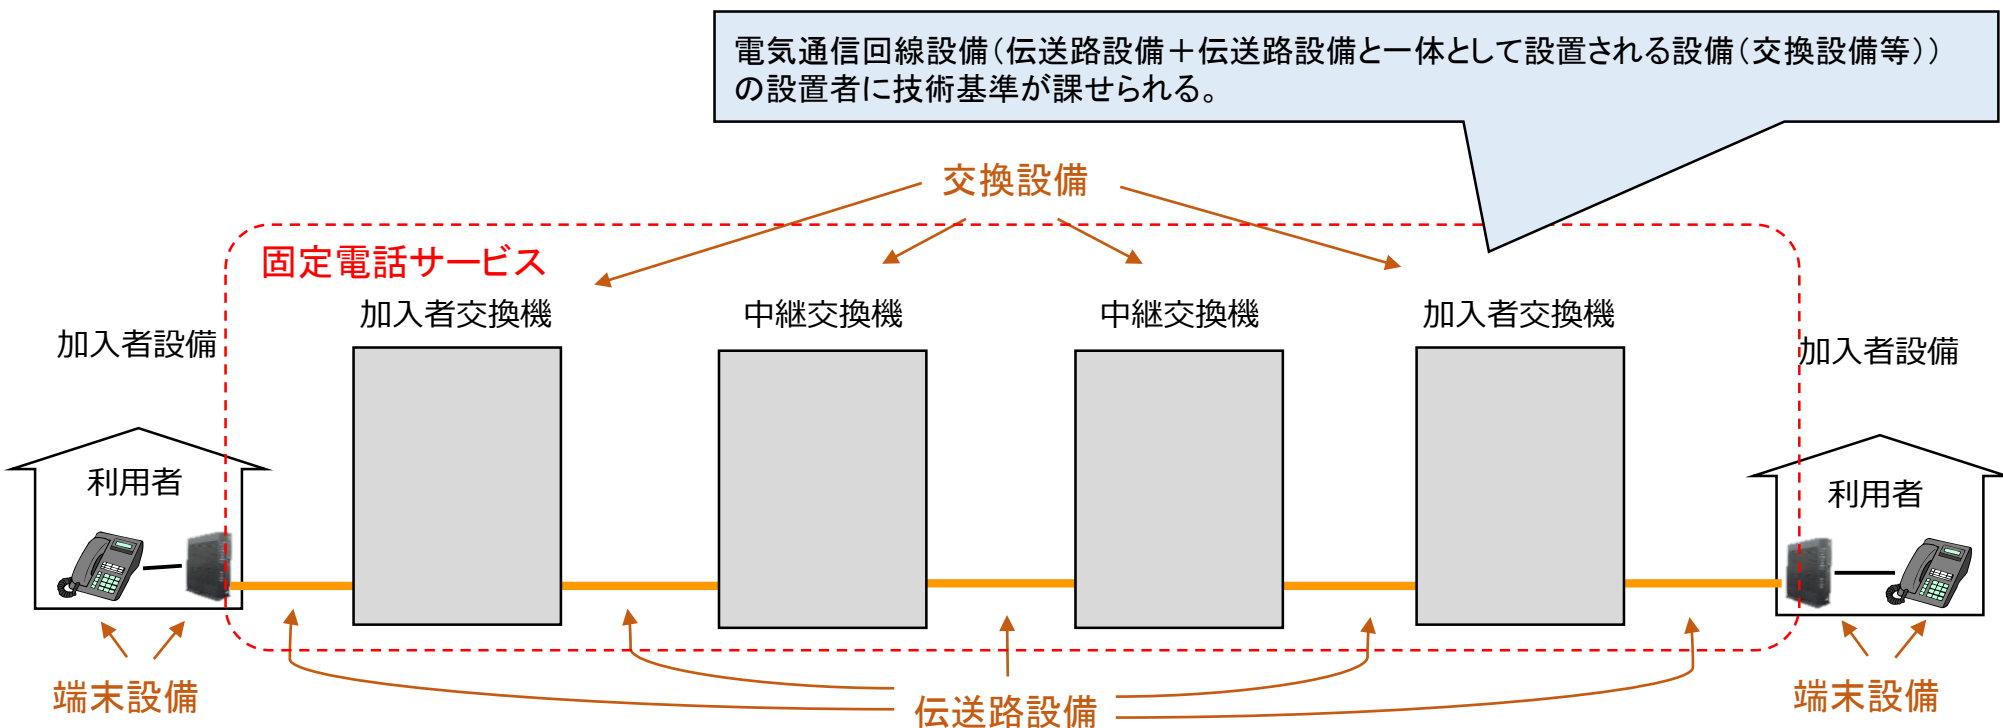 電気通信回線設備(伝送路設備+伝送路設備と一体として設置される設備(交換設備等))
の設置者に技術基準が課せられる。
交換設備
固定電話サービス
加入者交換機
中継交換機
中継交換機
加入者交換機
加入者設備
加入者設備
利用者
利用者
端末設備
伝送路設備
端末設備